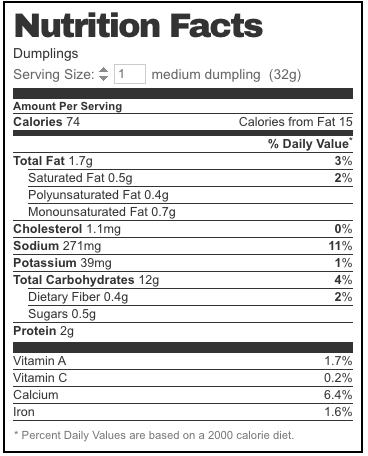 Nutrition Facts
Dumplings
Serving Size: 1 medium dumpling (32g)
Amount Per Serving
Calories 74 Calories from Fat 15
% Daily Value*
Total Fat 1.7g 3%
Saturated Fat 0.5g 2%
Polyunsaturated Fat 0.4g
Monounsaturated Fat 0.7g
Cholesterol 1.1mg 0%
Sodium 271mg 11%
Potassium 39mg 1%
Total Carbohydrates 12g 4%
Dietary Fiber 0.4g 2%
Sugars 0.5g
Protein 2g
Vitamin A 1.7%
Vitamin C 0.2%
Calcium 6.4%
Iron 1.6%
* Percent Daily Values are based on a 2000 calorie diet.